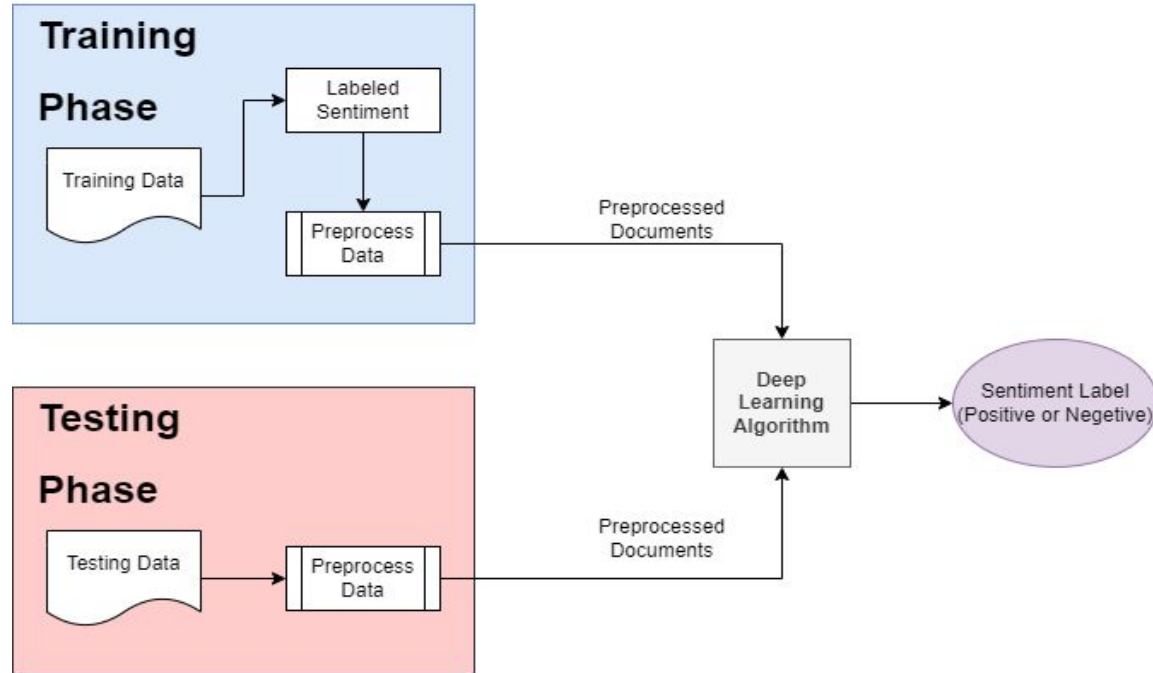 Training
Phase
Labeled
Sentiment
Training Data
Preprocess
Data
Preprocessed
Documents
Deep
Learning
Algorithm
Sentiment Label
(Positive or Negetive)
Testing
Phase
Testing Data
Preprocess
Data
Preprocessed
Documents